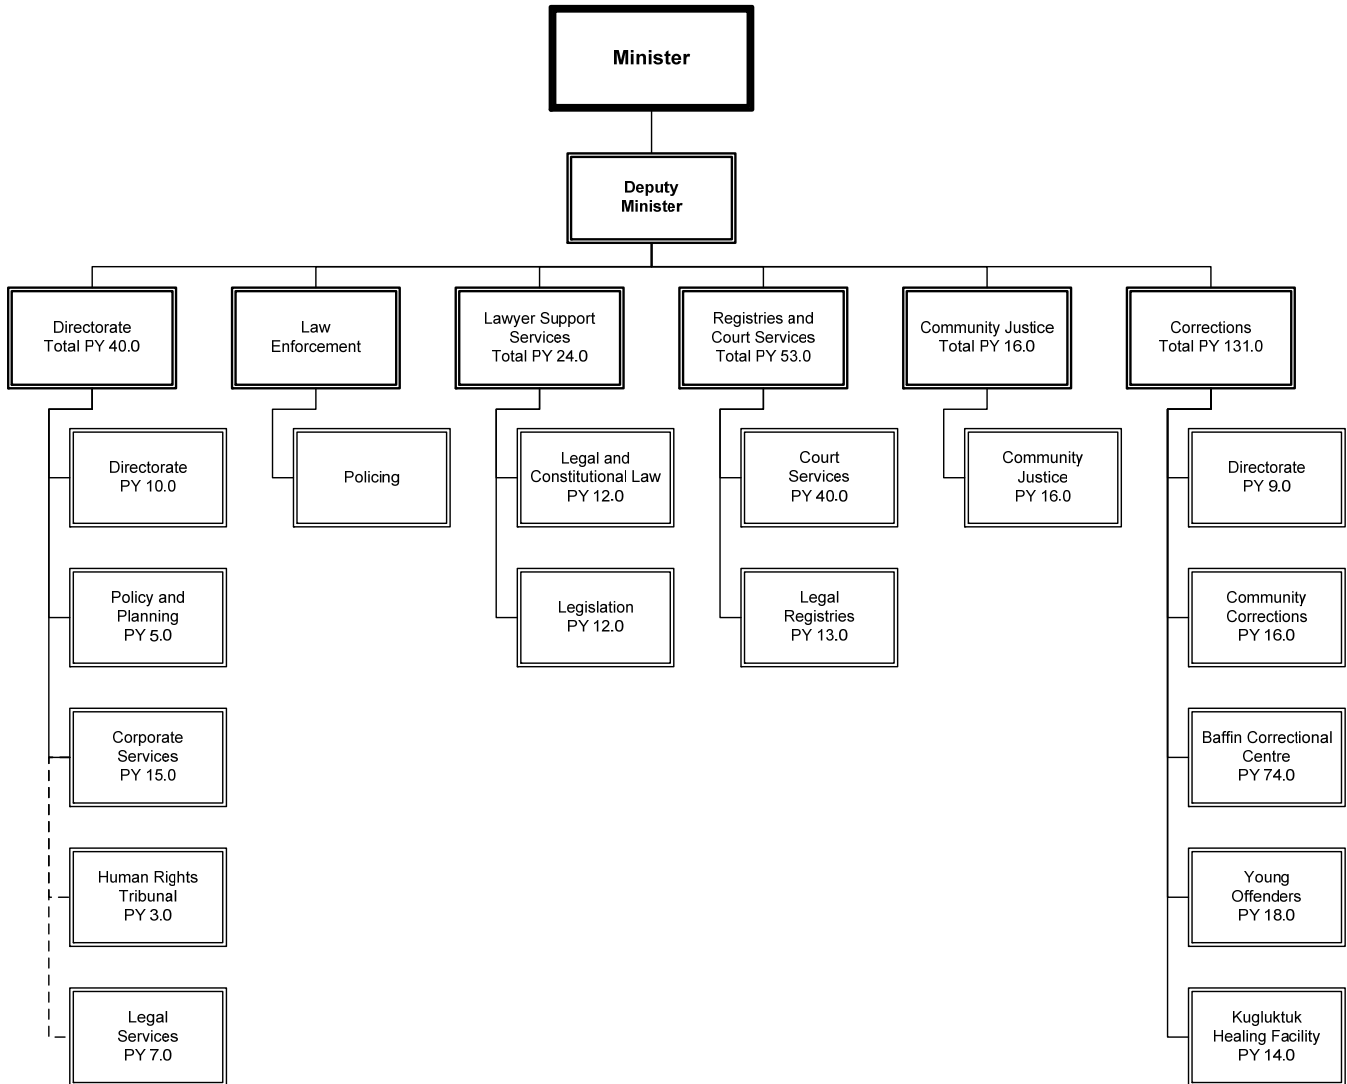 Minister
Deputy
Minister
Directorate
Total PY 40.0
Law
Enforcement
Lawyer Support
Services
Total PY 24.0
Registries and
Court Services
Total PY 53.0
Community Justice
Total PY 16.0
Corrections
Total PY 131.0
Directorate
PY 10.0
Policing
Legal and
Constitutional Law
PY 12.0
Court
Services
PY 40.0
Community
Justice
PY 16.0
Directorate
PY 9.0
Policy and
Planning
PY 5.0
Legislation
PY 12.0
Legal
Registries
PY 13.0
Community
Corrections
PY 16.0
Corporate
Services
PY 15.0
Baffin Correctional
Centre
PY 74.0
Human Rights
Tribunal
PY 3.0
Young
Offenders
PY 18.0
Legal
Services
PY 7.0
Kugluktuk
Healing Facility
PY 14.0